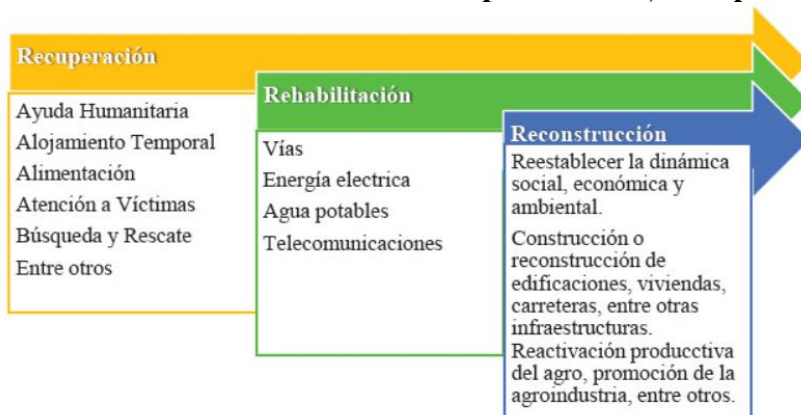 Recuperación
Ayuda Humanitaria
Alojamiento Temporal
Alimentación
Atención a Víctimas
Búsqueda y Rescate
Entre otros
Rehabilitación
Vías
Energía electrica
Agua potables
Telecomunicaciones
Reconstrucción
Reestablecer la dinámica
social, económica y
ambiental.
Construcción o
reconstrucción de
edificaciones, viviendas,
carreteras, entre otras
infraestructuras.
Reactivación producctiva
del agro, promoción de la
agroindustria, entre otros.